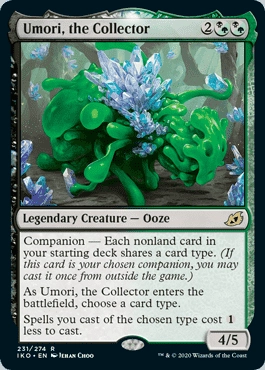 Umori, the Collector 2
Legendary Creature — Ooze
Companion — Each nonland card in
your starting deck shares a card type. (If
this card is your chosen companion, you may
cast it once from outside the game.)
As Umori, the Collector enters the
battlefield, choose a card type.
Spells you cast of the chosen type cost 1
less to cast.
4/5
231/274 R
IKO • EN Jehan Choo
™ & © 2020 Wizards of the Coast